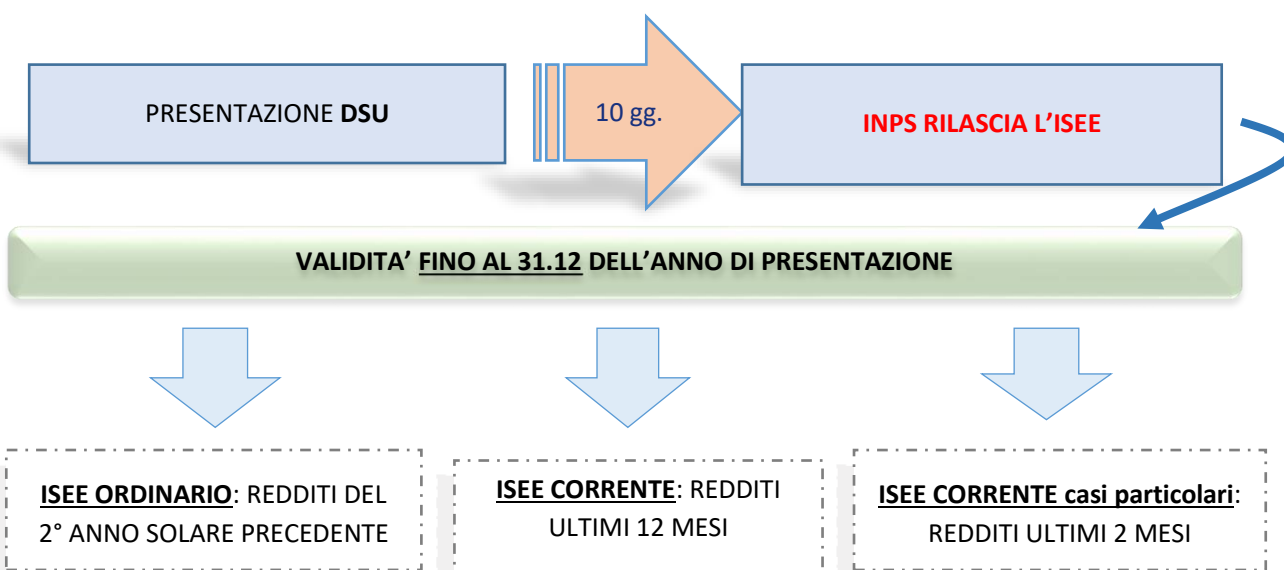 PRESENTAZIONE DSU
10 gg.
INPS RILASCIA L'ISEE
VALIDITA' FINO AL 31.12 DELL'ANNO DI PRESENTAZIONE
ISEE ORDINARIO: REDDITI DEL
2° ANNO SOLARE PRECEDENTE
ISEE CORRENTE: REDDITI
ULTIMI 12 MESI
ISEE CORRENTE casi particolari:
REDDITI ULTIMI 2 MESI